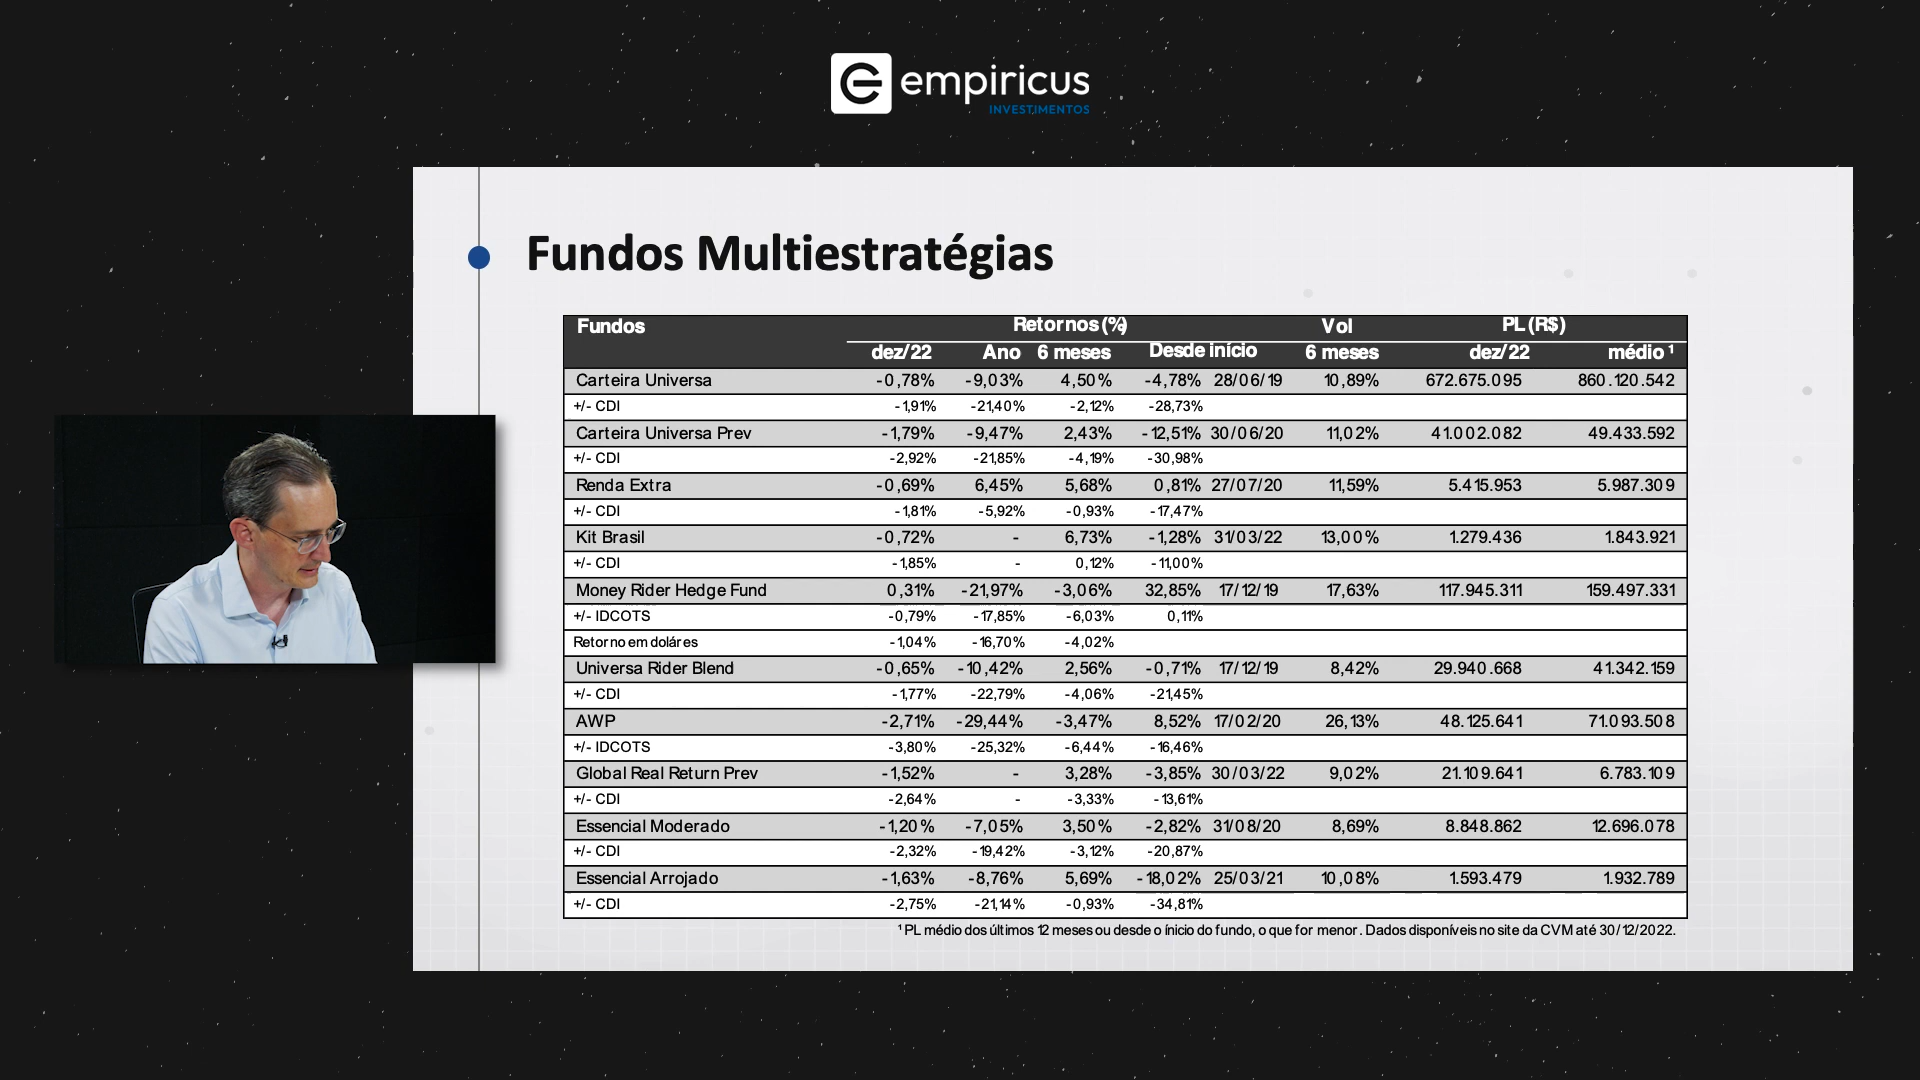 empiricus
INVESTIMENTOS
Fundos Multiestratégias
Fundos Retornos (%) Vol PL (R$)
dez/22 Ano 6 meses Desde início 6 meses dez/22 médio ¹
Carteira Universa -0,78% -9,03% 4,50% -4,78% 28/06/19 10,89% 672.675.095 860.120.542
+/- CDI -1,91% -21,40% -2,12% -28,73%
Carteira Universa Prev -1,79% -9,47% 2,43% -12,51% 30/06/20 11,02% 41.002.082 49.433.592
+/- CDI -2,92% -21,85% -4,19% -30,98%
Renda Extra -0,69% 6,45% 5,68% 0,81% 27/07/20 11,59% 5.415.953 5.987.309
+/- CDI -1,81% -5,92% -0,93% -17,47%
Kit Brasil -0,72% - 6,73% -1,28% 31/03/22 13,00% 1.279.436 1.843.921
+/- CDI -1,85% - 0,12% -11,00%
Money Rider Hedge Fund 0,31% -21,97% -3,06% 32,85% 17/12/19 17,63% 117.945.311 159.497.331
+/- IDCOTS -0,79% -17,85% -6,03% 0,11%
Retorno em doláres -1,04% -16,70% -4,02%
Universa Rider Blend -0,65% -10,42% 2,56% -0,71% 17/12/19 8,42% 29.940.668 41.342.159
+/- CDI -1,77% -22,79% -4,06% -21,45%
AWP -2,71% -29,44% -3,47% 8,52% 17/02/20 26,13% 48.125.641 71.093.508
+/- IDCOTS -3,80% -25,32% -6,44% -16,46%
Global Real Return Prev -1,52% - 3,28% -3,85% 30/03/22 9,02% 21.109.641 6.783.109
+/- CDI -2,64% - -3,33% -13,61%
Essencial Moderado -1,20% -7,05% 3,50% -2,82% 31/08/20 8,69% 8.848.862 12.696.078
+/- CDI -2,32% -19,42% -3,12% -20,87%
Essencial Arrojado -1,63% -8,76% 5,69% -18,02% 25/03/21 10,08% 1.593.479 1.932.789
+/- CDI -2,75% -21,14% -0,93% -34,81%
¹ PL médio dos últimos 12 meses ou desde o ínicio do fundo, o que for menor. Dados disponíveis no site da CVM até 30/12/2022.